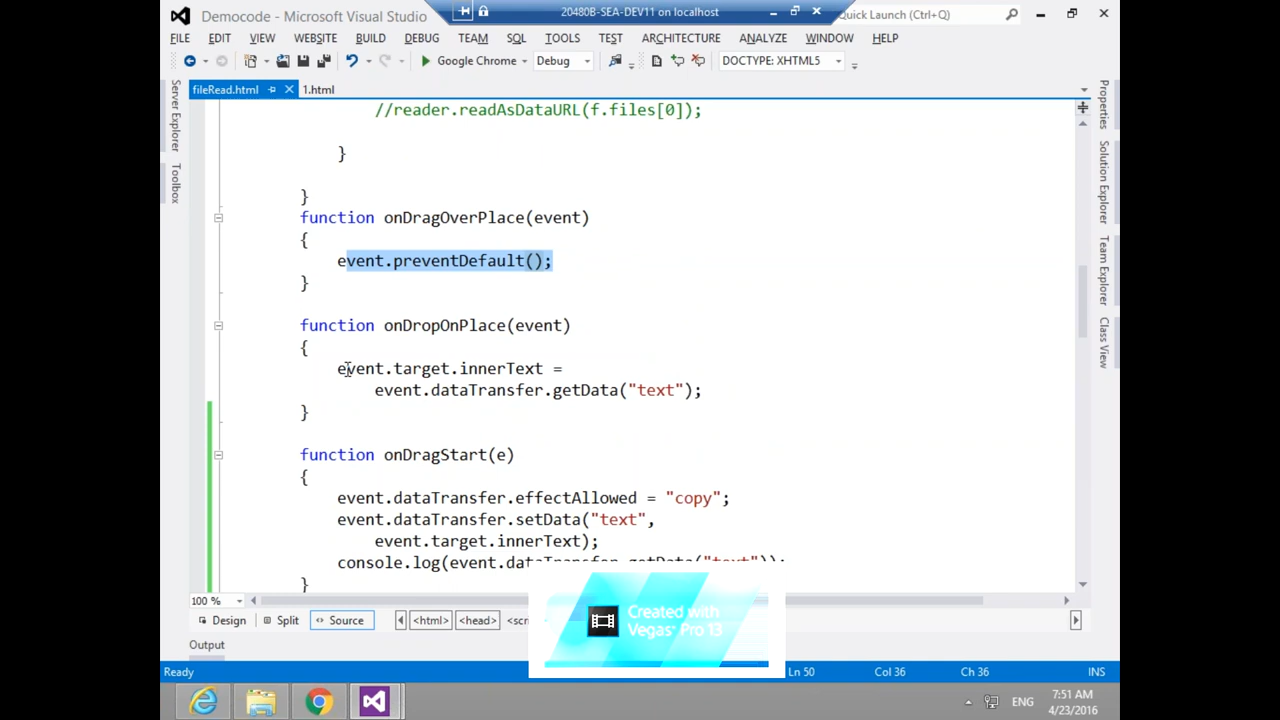 Democode - Microsoft Visual Studio
20480B-SEA-DEV11 on localhost
Quick Launch (Ctrl+Q)
FILE EDIT VIEW WEBSITE BUILD DEBUG TEAM SQL TOOLS TEST ARCHITECTURE ANALYZE WINDOW HELP
Google Chrome Debug DOCTYPE: XHTML5
fileRead.html 1.html
Server Explorer
Toolbox
//reader.readAsDataURL(f.files[0]);
}
}
function onDragOverPlace(event)
{
event.preventDefault();
}
function onDropOnPlace(event)
{
event.target.innerText =
event.dataTransfer.getData("text");
}
function onDragStart(e)
{
event.dataTransfer.effectAllowed = "copy";
event.dataTransfer.setData("text",
event.target.innerText);
console.log(event.dataTransfer.getData("text"));
}
Properties
Solution Explorer
Team Explorer
Class View
100 %
Design Split Source <html> <head> <scr
Created with
Vegas Pro 13
Output
Ready Ln 50 Col 36 Ch 36 INS
ENG
7:51 AM
4/23/2016